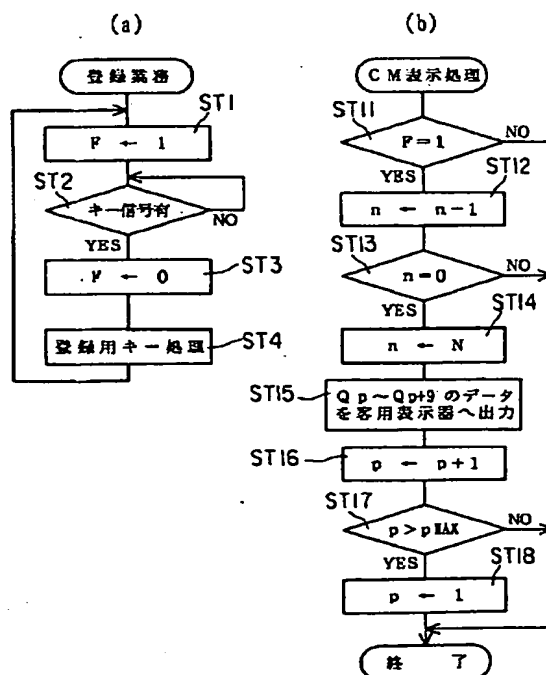 (a)
登録業務
ST1
F ← 1
ST2
キー信号有
NO
YES
F ← 0
ST3
登録用キー処理
ST4
(b)
CM表示処理
ST11
F=1
NO
YES
ST12
n ← n-1
ST13
n=0
NO
YES
ST14
n ← N
ST15
Qp〜Qp+9のデータ
を客用表示器へ出力
ST16
p ← p+1
ST17
p>pMAX
NO
YES
ST18
p ← 1
終了